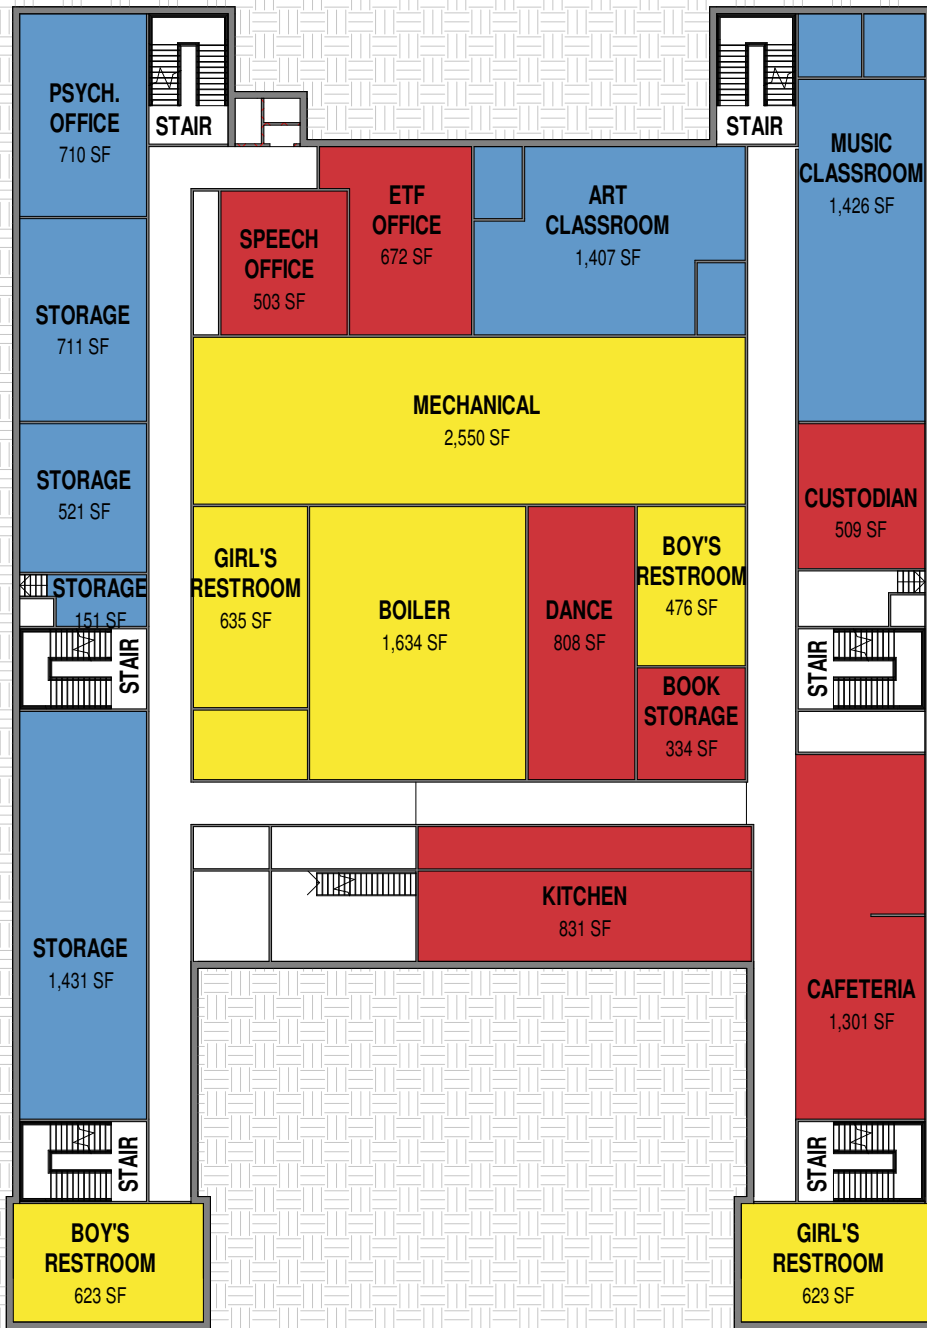 PSYCH.
OFFICE
710 SF
STAIR
STAIR
MUSIC
CLASSROOM
1,426 SF
ETF
OFFICE
672 SF
ART
CLASSROOM
1,407 SF
SPEECH
OFFICE
503 SF
STORAGE
711 SF
MECHANICAL
2,550 SF
STORAGE
521 SF
CUSTODIAN
509 SF
GIRL'S
RESTROOM
635 SF
BOILER
1,634 SF
DANCE
808 SF
BOY'S
RESTROOM
476 SF
STORAGE
151 SF
STAIR
STAIR
BOOK
STORAGE
334 SF
KITCHEN
831 SF
STORAGE
1,431 SF
CAFETERIA
1,301 SF
STAIR
STAIR
BOY'S
RESTROOM
623 SF
GIRL'S
RESTROOM
623 SF